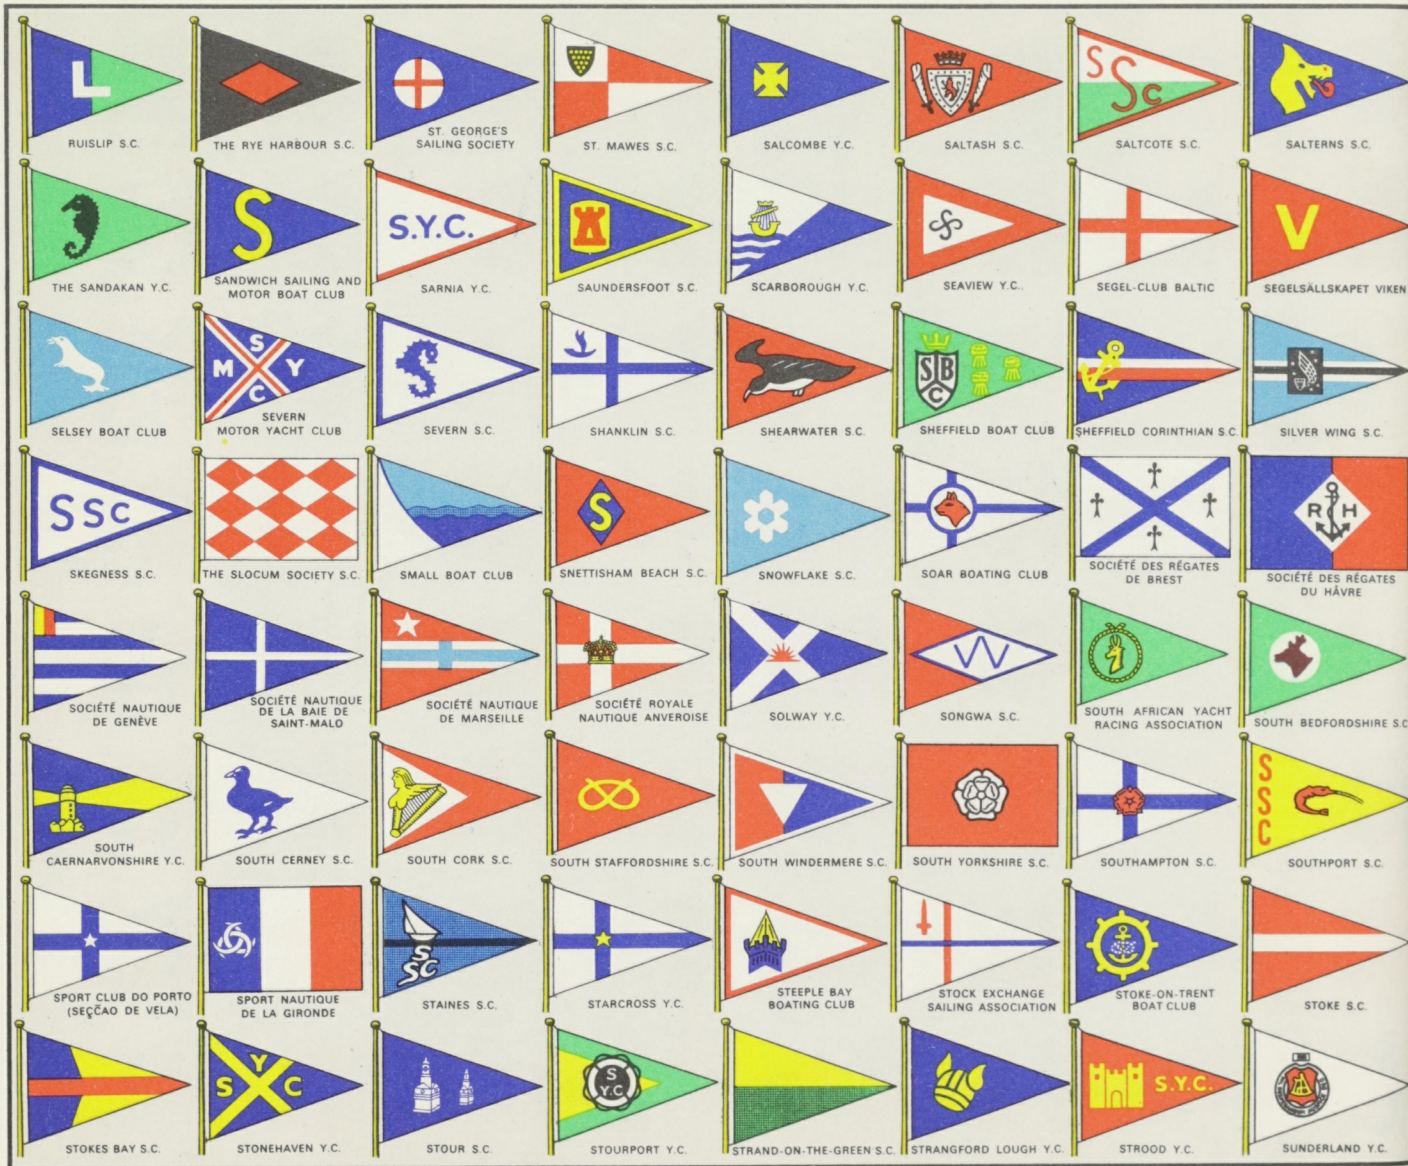 L
S
S
C
RUISLIP S.C.
THE RYE HARBOUR S.C.
ST. GEORGE'S
SAILING SOCIETY
ST. MAWES S.C.
SALCOMBE Y.C.
SALTASH S.C.
SALTCOTE S.C.
SALTERNS S.C.
S
S.Y.C.
V
THE SANDAKAN Y.C.
SANDWICH SAILING AND
MOTOR BOAT CLUB
SARNIA Y.C.
SAUNDERSFOOT S.C.
SCARBOROUGH Y.C.
SEAVIEW Y.C..
SEGEL-CLUB BALTIC
SEGELSÄLLSKAPET VIKEN
S
M Y
C
S B
C
SELSEY BOAT CLUB
SEVERN
MOTOR YACHT CLUB
SEVERN S.C.
SHANKLIN S.C.
SHEARWATER S.C.
SHEFFIELD BOAT CLUB
SHEFFIELD CORINTHIAN S.C.
SILVER WING S.C.
SSC
S
R H
SKEGNESS S.C.
THE SLOCUM SOCIETY S.C.
SMALL BOAT CLUB
SNETTISHAM BEACH S.C.
SNOWFLAKE S.C.
SOAR BOATING CLUB
SOCIÉTÉ DES RÉGATES
DE BREST
SOCIÉTÉ DES RÉGATES
DU HÂVRE
W
SOCIÉTÉ NAUTIQUE
DE GENÈVE
SOCIÉTÉ NAUTIQUE
DE LA BAIE DE
SAINT-MALO
SOCIÉTÉ NAUTIQUE
DE MARSEILLE
SOCIÉTÉ ROYALE
NAUTIQUE ANVEROISE
SOLWAY Y.C.
SONGWA S.C.
SOUTH AFRICAN YACHT
RACING ASSOCIATION
SOUTH BEDFORDSHIRE S.C
S
S
C
SOUTH
CAERNARVONSHIRE Y.C.
SOUTH CERNEY S.C.
SOUTH CORK S.C.
SOUTH STAFFORDSHIRE S.C.
SOUTH WINDERMERE S.C.
SOUTH YORKSHIRE S.C.
SOUTHAMPTON S.C.
SOUTHPORT S.C.
S
SC
SPORT CLUB DO PORTO
(SEÇČAO DE VELA)
SPORT NAUTIQUE
DE LA GIRONDE
STAINES S.C.
STARCROSS Y.C.
STEEPLE BAY
BOATING CLUB
STOCK EXCHANGE
SAILING ASSOCIATION
STOKE-ON-TRENT
BOAT CLUB
STOKE S.C.
Y
S C
S
Y.C.
S.Y.C.
STOKES BAY S.C.
STONEHAVEN Y.C.
STOUR S.C.
STOURPORT Y.C.
STRAND-ON-THE-GREEN S.C.
STRANGFORD LOUGH Y.C.
STROOD Y.C.
SUNDERLAND Y.C.